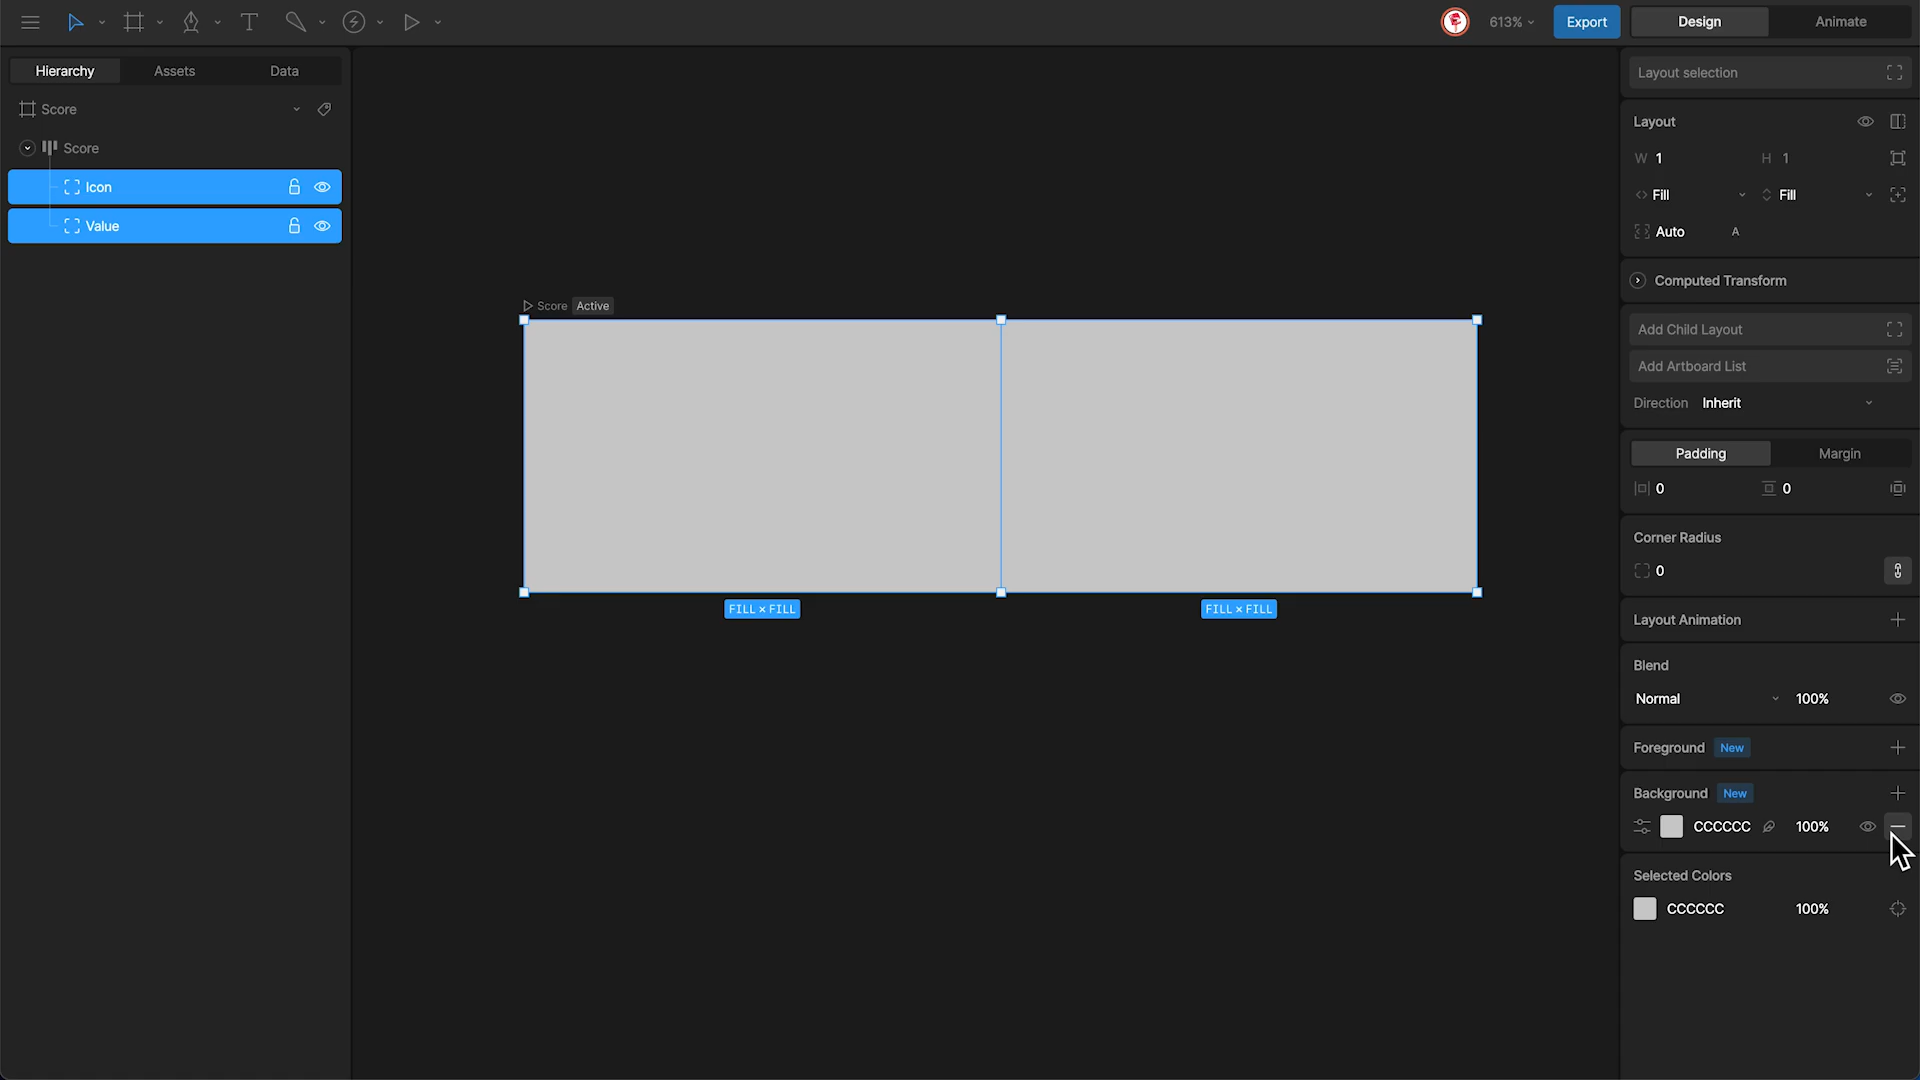 613%
Export
Design
Animate
Hierarchy
Assets
Data
Score
Score
Icon
Value
Score
Active
FILL × FILL
FILL × FILL
Layout selection
Layout
W 1
H 1
Fill
Fill
Auto
A
Computed Transform
Add Child Layout
Add Artboard List
Direction Inherit
Padding
Margin
0
0
Corner Radius
0
Layout Animation
Blend
Normal
100%
Foreground New
Background New
CCCCCC
100%
Selected Colors
CCCCCC
100%